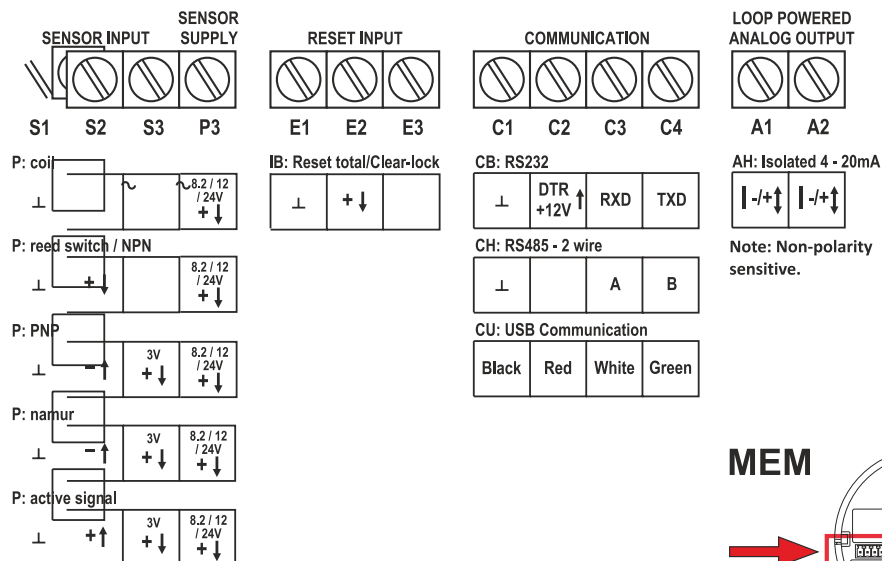 SENSOR INPUT
SENSOR
SUPPLY
S1 S2 S3 P3
P: coil
⊥ ~ ~ 8.2 / 12
/ 24V
+ ↓
P: reed switch / NPN
⊥ + ↓ 8.2 / 12
/ 24V
+ ↓
P: PNP
⊥ - ↑ 3V
+ ↓ 8.2 / 12
/ 24V
+ ↓
P: namur
⊥ - ↑ 3V
+ ↓ 8.2 / 12
/ 24V
+ ↓
P: active signal
⊥ + ↑ 3V
+ ↓ 8.2 / 12
/ 24V
+ ↓
RESET INPUT
E1 E2 E3
IB: Reset total/Clear-lock
⊥ + ↓
COMMUNICATION
C1 C2 C3 C4
CB: RS232
⊥ DTR
+12V ↑ RXD TXD
CH: RS485 - 2 wire
⊥ A B
CU: USB Communication
Black Red White Green
LOOP POWERED
ANALOG OUTPUT
A1 A2
AH: Isolated 4 - 20mA
I -/+↕ I -/+↕
Note: Non-polarity
sensitive.
MEM